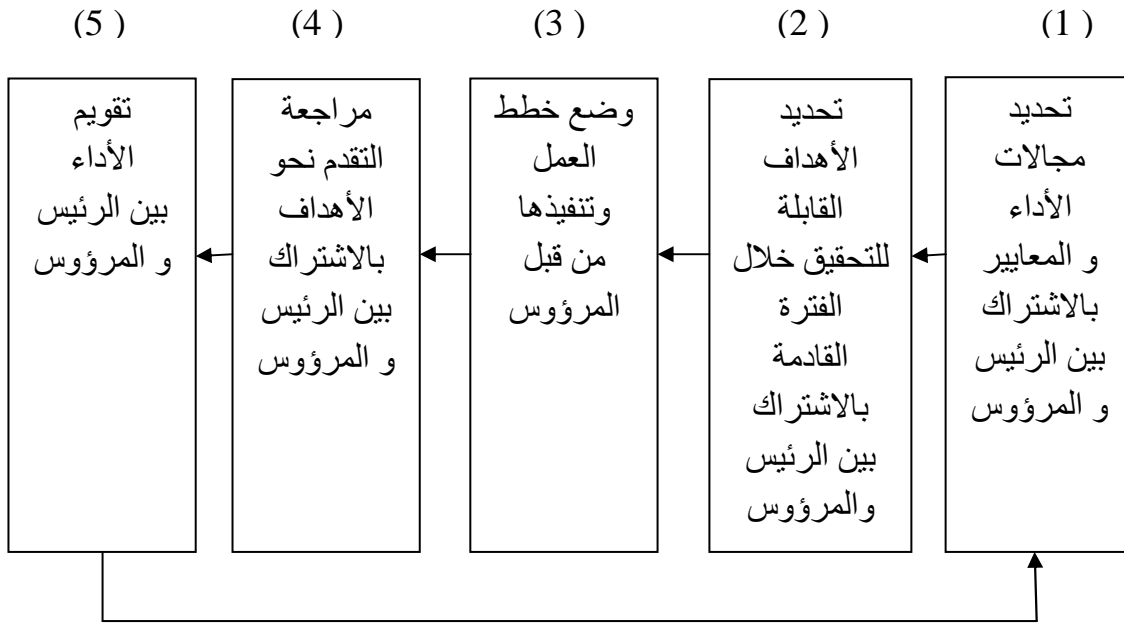 (1 )
(2 )
(3 )
(4 )
(5 )
تحديد
مجالات
الأداء
و المعايير
بالاشتراك
بين الرئيس
و المرؤوس
تحديد
الأهداف
القابلة
للتحقيق خلال
الفترة
القادمة
بالاشتراك
بين الرئيس
والمرؤوس
وضع خطط
العمل
وتنفيذها
من قبل
المرؤوس
مراجعة
التقدم نحو
الأهداف
بالاشتراك
بين الرئيس
و المرؤوس
تقويم
الأداء
بين الرئيس
و المرؤوس